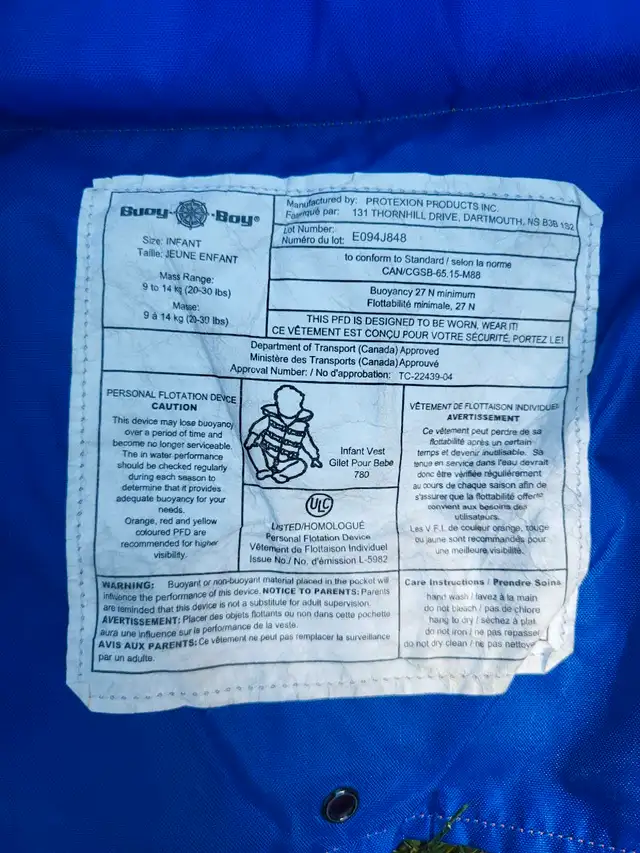 Buoy Boy®
Size: INFANT
Taille: JEUNE ENFANT
Mass Range:
9 to 14 kg (20-30 lbs)
Masse:
9 à 14 kg (20-30 lbs)
Manufactured by: PROTEXION PRODUCTS INC.
Fabriqué par: 131 THORNHILL DRIVE, DARTMOUTH, NS B3B 1S2
Lot Number:
Numéro du lot: E094J848
to conform to Standard / selon la norme
CAN/CGSB-65.15-M88
Buoyancy 27 N minimum
Flottabilité minimale, 27 N
THIS PFD IS DESIGNED TO BE WORN, WEAR IT!
CE VÊTEMENT EST CONÇU POUR VOTRE SÉCURITÉ, PORTEZ LE!
Department of Transport (Canada) Approved
Ministère des Transports (Canada) Approuvé
Approval Number: / No d'approbation: TC-22439-04
PERSONAL FLOTATION DEVICE
CAUTION
This device may lose buoyancy
over a period of time and
become no longer serviceable.
The in water performance
should be checked regularly
during each season to
determine that it provides
adequate buoyancy for your
needs.
Orange, red and yellow
coloured PFD are
recommended for higher
visibility.
Infant Vest
Gilet Pour Bebe
780
ULC
LISTED/HOMOLOGUÉ
Personal Flotation Device
Vêtement de Flottaison Individuel
Issue No./ No. d'émission L-5982
VÊTEMENT DE FLOTTAISON INDIVIDUEL
AVERTISSEMENT
Ce vêtement peut perdre de sa
flottabilité après un certain
temps et devenir inutilisable. Sa
tenue en service dans l'eau devrait
donc être vérifiée régulièrement
au cours de chaque saison afin de
s'assurer que la flottabilité offerte
convient aux besoins des
utilisateurs.
Les V.F.I. de couleur orange, rouge
ou jaune sont recommandés pour
une meilleure visibilité.
WARNING: Buoyant or non-buoyant material placed in the pocket will
influence the performance of this device. NOTICE TO PARENTS: Parents
are reminded that this device is not a substitute for adult supervision.
AVERTISSEMENT: Placer des objets flottants ou non dans cette pochette
aura une influence sur la performance de la veste.
AVIS AUX PARENTS: Ce vêtement ne peut pas remplacer la surveillance
par un adulte.
Care Instructions / Prendre Soins
hand wash / lavez à la main
do not bleach / pas de chlore
hang to dry / séchez à plat
do not iron / ne pas repasser
do not dry clean / ne pas nettoye